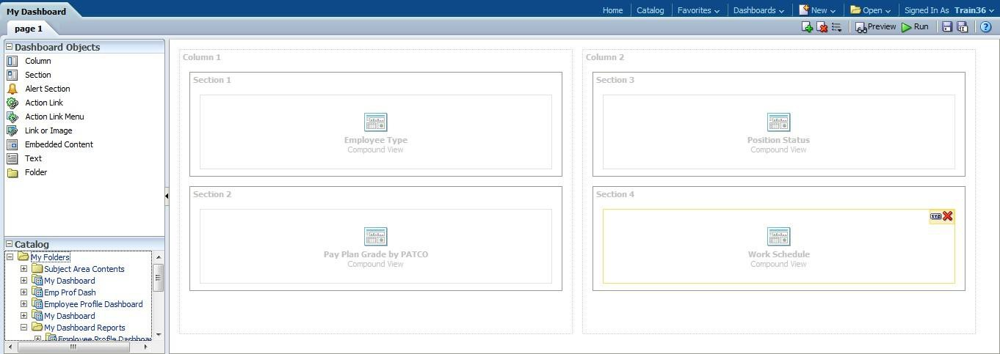 My Dashboard
Home Catalog Favorites Dashboards New Open Signed In As Train36
page 1
Preview Run
Dashboard Objects
Column
Section
Alert Section
Action Link
Action Link Menu
Link or Image
Embedded Content
Text
Folder
Catalog
My Folders
Subject Area Contents
My Dashboard
Emp Prof Dash
Employee Profile Dashboard
My Dashboard
My Dashboard Reports
Employee Profile Dashboar
Column 1
Section 1
Employee Type
Compound View
Section 2
Pay Plan Grade by PATCO
Compound View
Column 2
Section 3
Position Status
Compound View
Section 4
XYZ
Work Schedule
Compound View